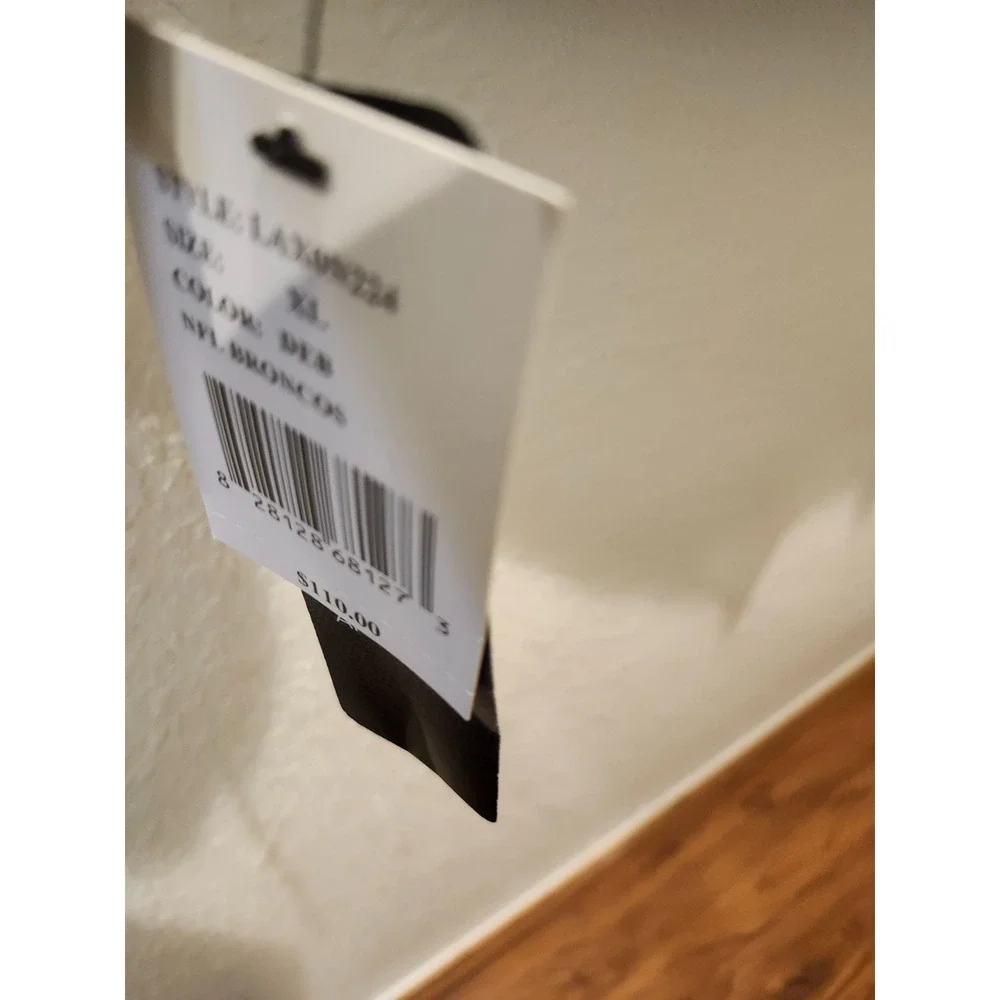 SIZE: XL
COLOR: DEB
NFL BRONCOS
8 28128 68127 3
$110.00